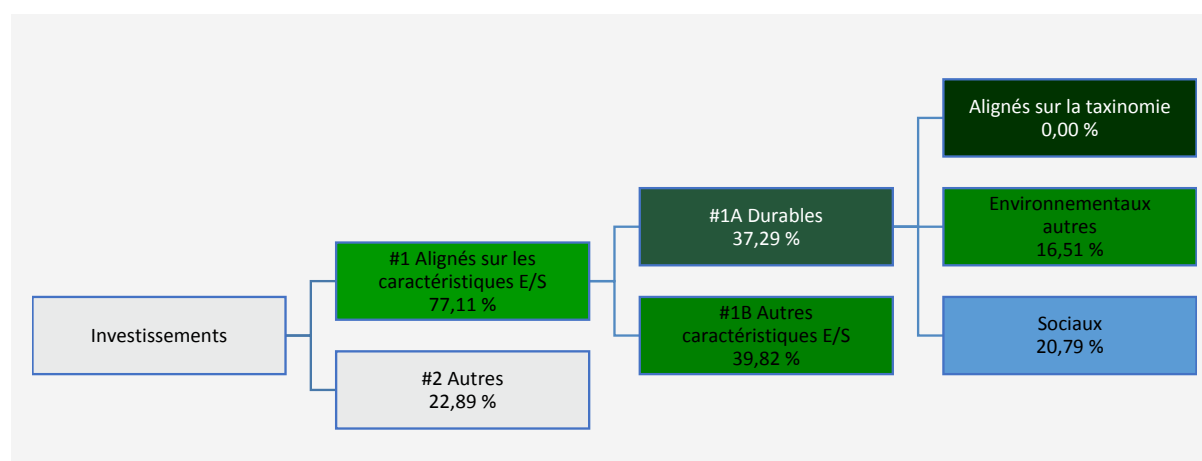 Investissements
#1 Alignés sur les
caractéristiques E/S
77,11 %
#2 Autres
22,89 %
#1A Durables
37,29 %
#1B Autres
caractéristiques E/S
39,82 %
Alignés sur la taxinomie
0,00 %
Environnementaux
autres
16,51 %
Sociaux
20,79 %